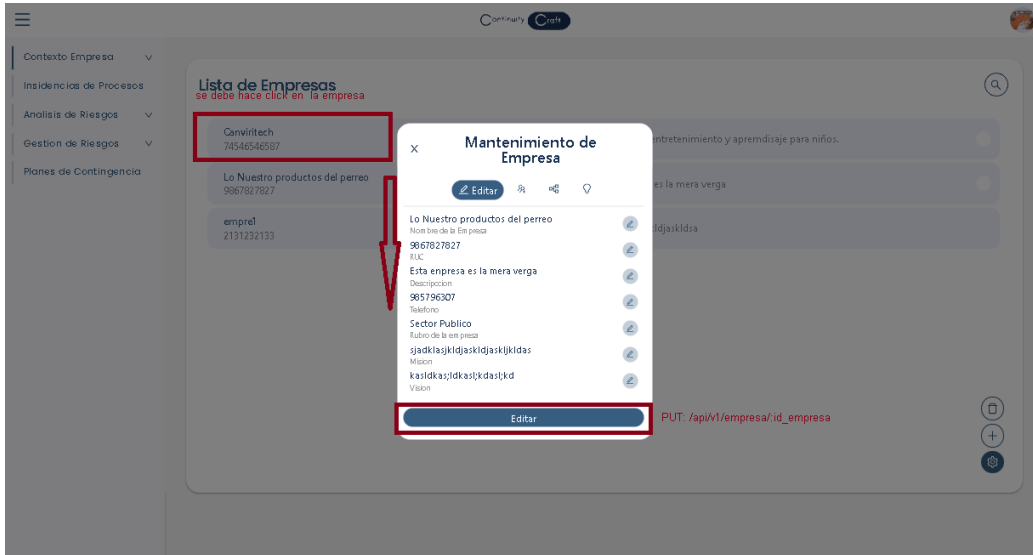 Continuity Craft
Contexto Empresa
Insidencias de Procesos
Analisis de Riesgos
Gestion de Riesgos
Planes de Contingencia
Lista de Empresas
se debe hace click en la empresa
Canviritech
74546546587
entretenimiento y apremdisaje para niños.
Lo Nuestro productos del perreo
9867827827
es la mera verga
empre1
2131232133
ldjaskldsa
X
Mantenimiento de
Empresa
Editar
Lo Nuestro productos del perreo
Nombre de la Empresa
9867827827
RUC
Esta enpresa es la mera verga
Descripccion
985796307
Telefono
Sector Publico
Rubro de la empresa
sjadklasjkldjaskldjaskljkldas
Mision
kasldkas;ldkasl;kdasl;kd
Vision
Editar
PUT: /api/v1/empresa/:id_empresa